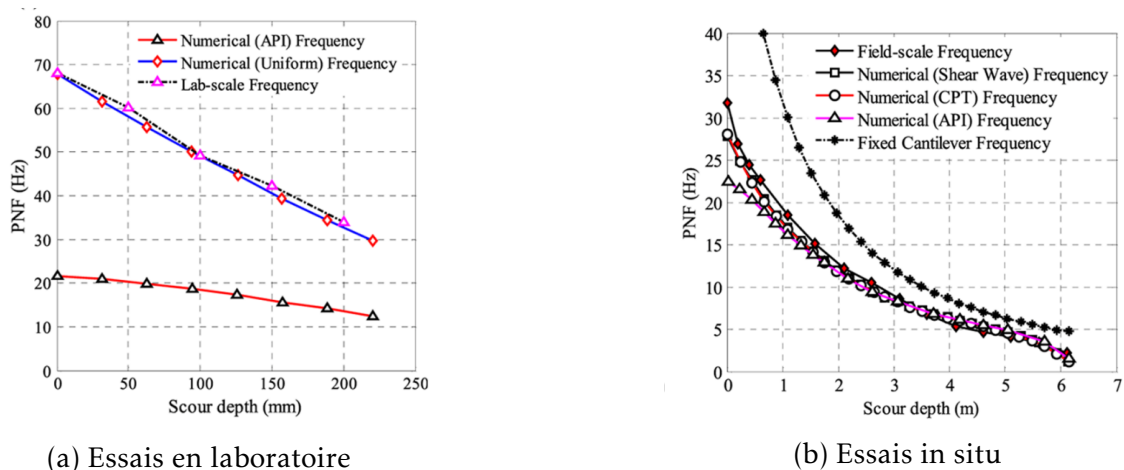 80
70
60
50
40
30
20
10
0
PNF (Hz)
Numerical (API) Frequency
Numerical (Uniform) Frequency
Lab-scale Frequency
0 50 100 150 200 250
Scour depth (mm)
(a) Essais en laboratoire
40
35
30
25
20
15
10
5
0
PNF (Hz)
Field-scale Frequency
Numerical (Shear Wave) Frequency
Numerical (CPT) Frequency
Numerical (API) Frequency
Fixed Cantilever Frequency
0 1 2 3 4 5 6 7
Scour depth (m)
(b) Essais in situ